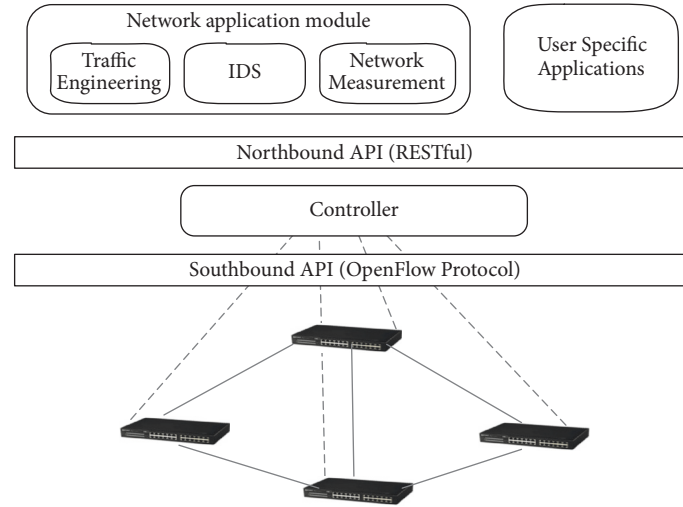 Network application module
Traffic
Engineering
IDS
Network
Measurement
User Specific
Applications
Northbound API (RESTful)
Controller
Southbound API (OpenFlow Protocol)